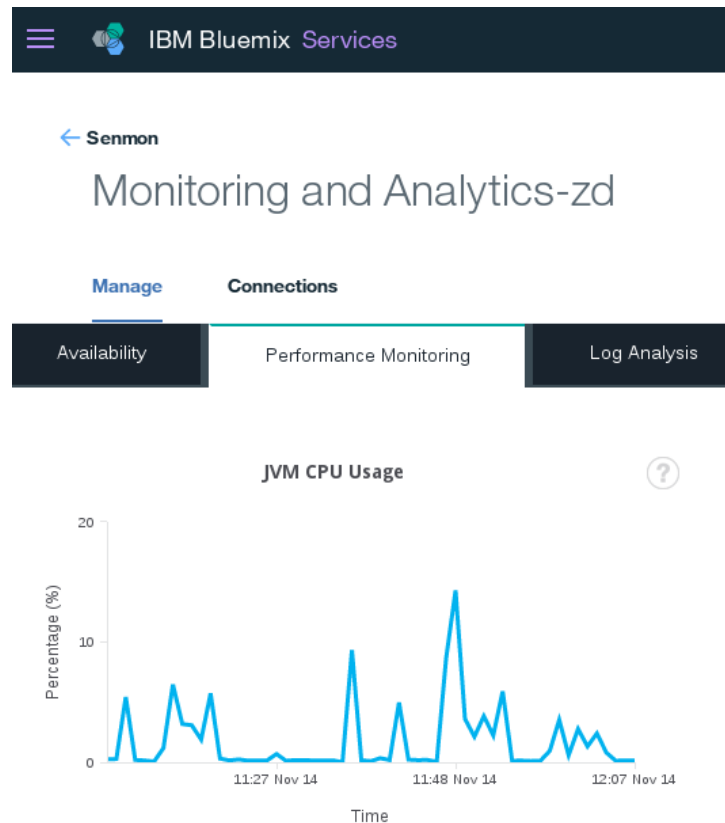 IBM Bluemix Services
← Senmon
Monitoring and Analytics-zd
Manage Connections
Availability Performance Monitoring Log Analysis
JVM CPU Usage ?
20
10
0
Percentage (%)
11:27 Nov 14 11:48 Nov 14 12:07 Nov 14
Time